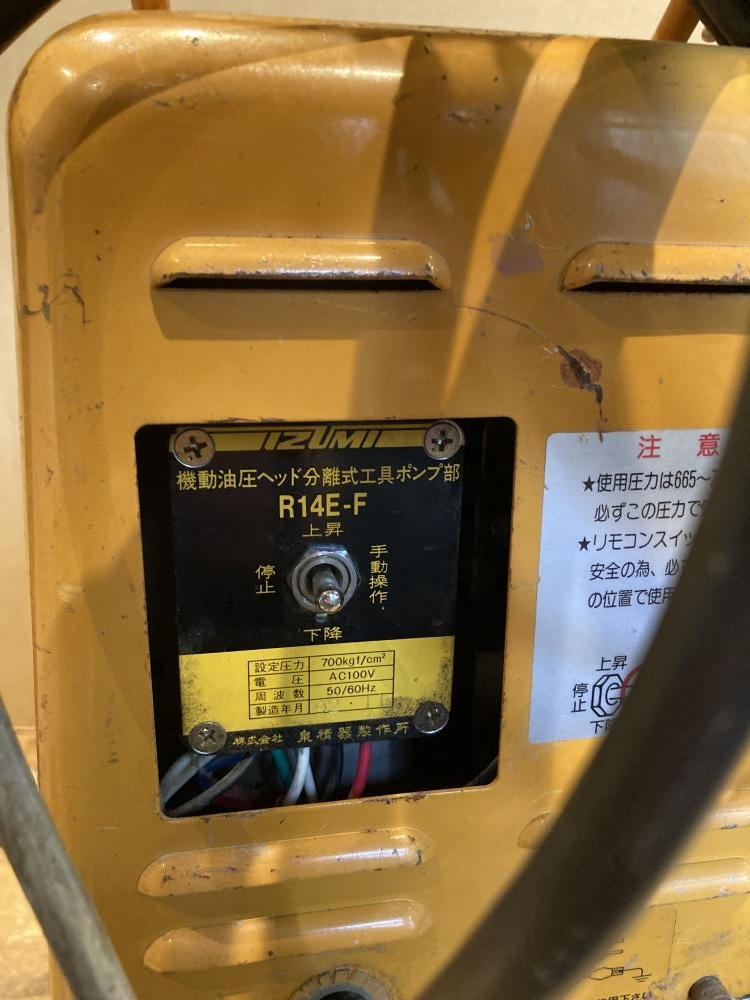 IZUMI
機動油圧ヘッド分離式工具ポンプ部
R14E-F
上昇
停止
手動操作
下降
設定圧力 700kgf/cm²
電圧 AC100V
周波数 50/60Hz
製造年月
株式会社 泉精器製作所
注意
★使用圧力は665～
必ずこの圧力で
★リモコンスイッ
安全の為、必
の位置で使用
上昇
停止
下降
下さい